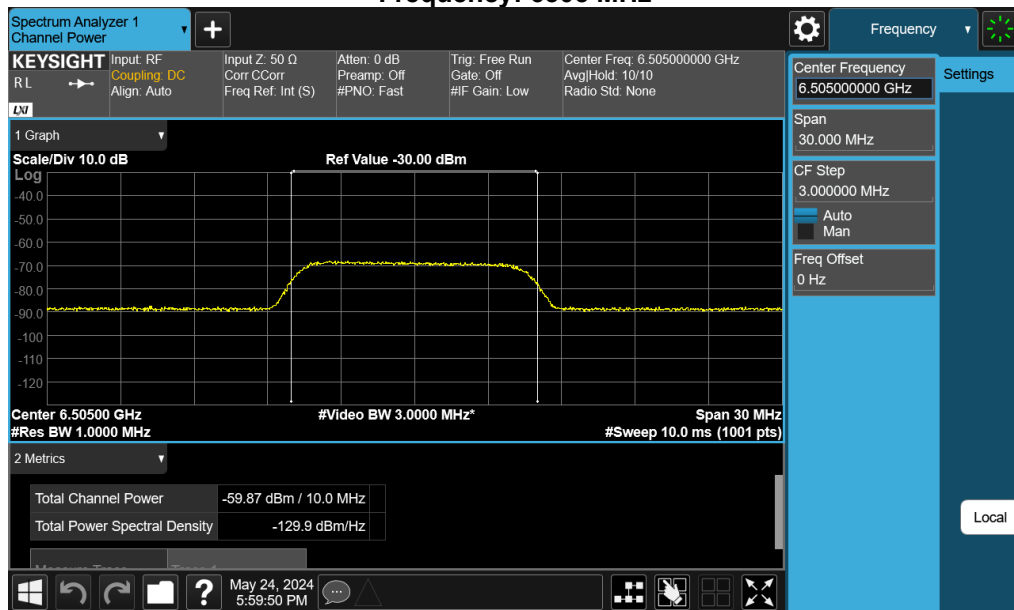 Spectrum Analyzer 1
Channel Power
Frequency
KEYSIGHT
RL
LXI
Input: RF
Coupling: DC
Align: Auto
Input Z: 50 Ω
Corr CCorr
Freq Ref: Int (S)
Atten: 0 dB
Preamp: Off
#PNO: Fast
Trig: Free Run
Gate: Off
#IF Gain: Low
Center Freq: 6.505000000 GHz
Avg|Hold: 10/10
Radio Std: None
Center Frequency
6.505000000 GHz
Settings
Span
30.000 MHz
CF Step
3.000000 MHz
Auto
Man
Freq Offset
0 Hz
Local
1 Graph
Scale/Div 10.0 dB
Ref Value -30.00 dBm
Log
-40.0
-50.0
-60.0
-70.0
-80.0
-90.0
-100
-110
-120
Center 6.50500 GHz
#Video BW 3.0000 MHz*
Span 30 MHz
#Res BW 1.0000 MHz
#Sweep 10.0 ms (1001 pts)
2 Metrics
Total Channel Power -59.87 dBm / 10.0 MHz
Total Power Spectral Density -129.9 dBm/Hz
?
May 24, 2024
5:59:50 PM